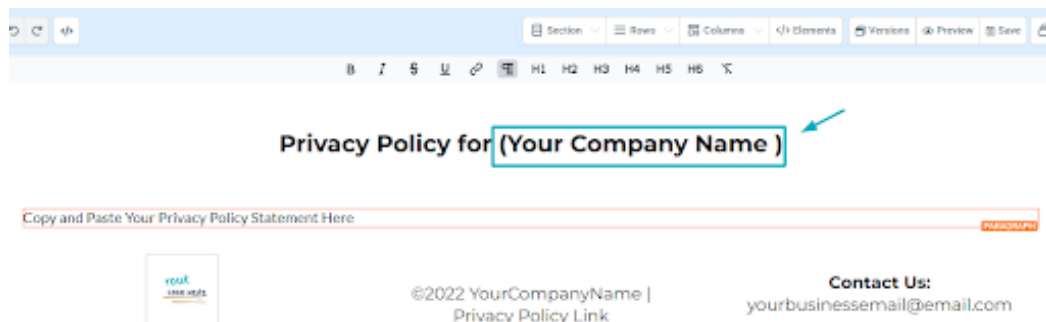 Section Rows Columns </> Elements Versions Preview Save
B I S U H1 H2 H3 H4 H5 H6
Privacy Policy for (Your Company Name )
Copy and Paste Your Privacy Policy Statement Here
PARAGRAPH
Your
©2022 YourCompanyName |
Privacy Policy Link
Contact Us:
yourbusinessemail@email.com